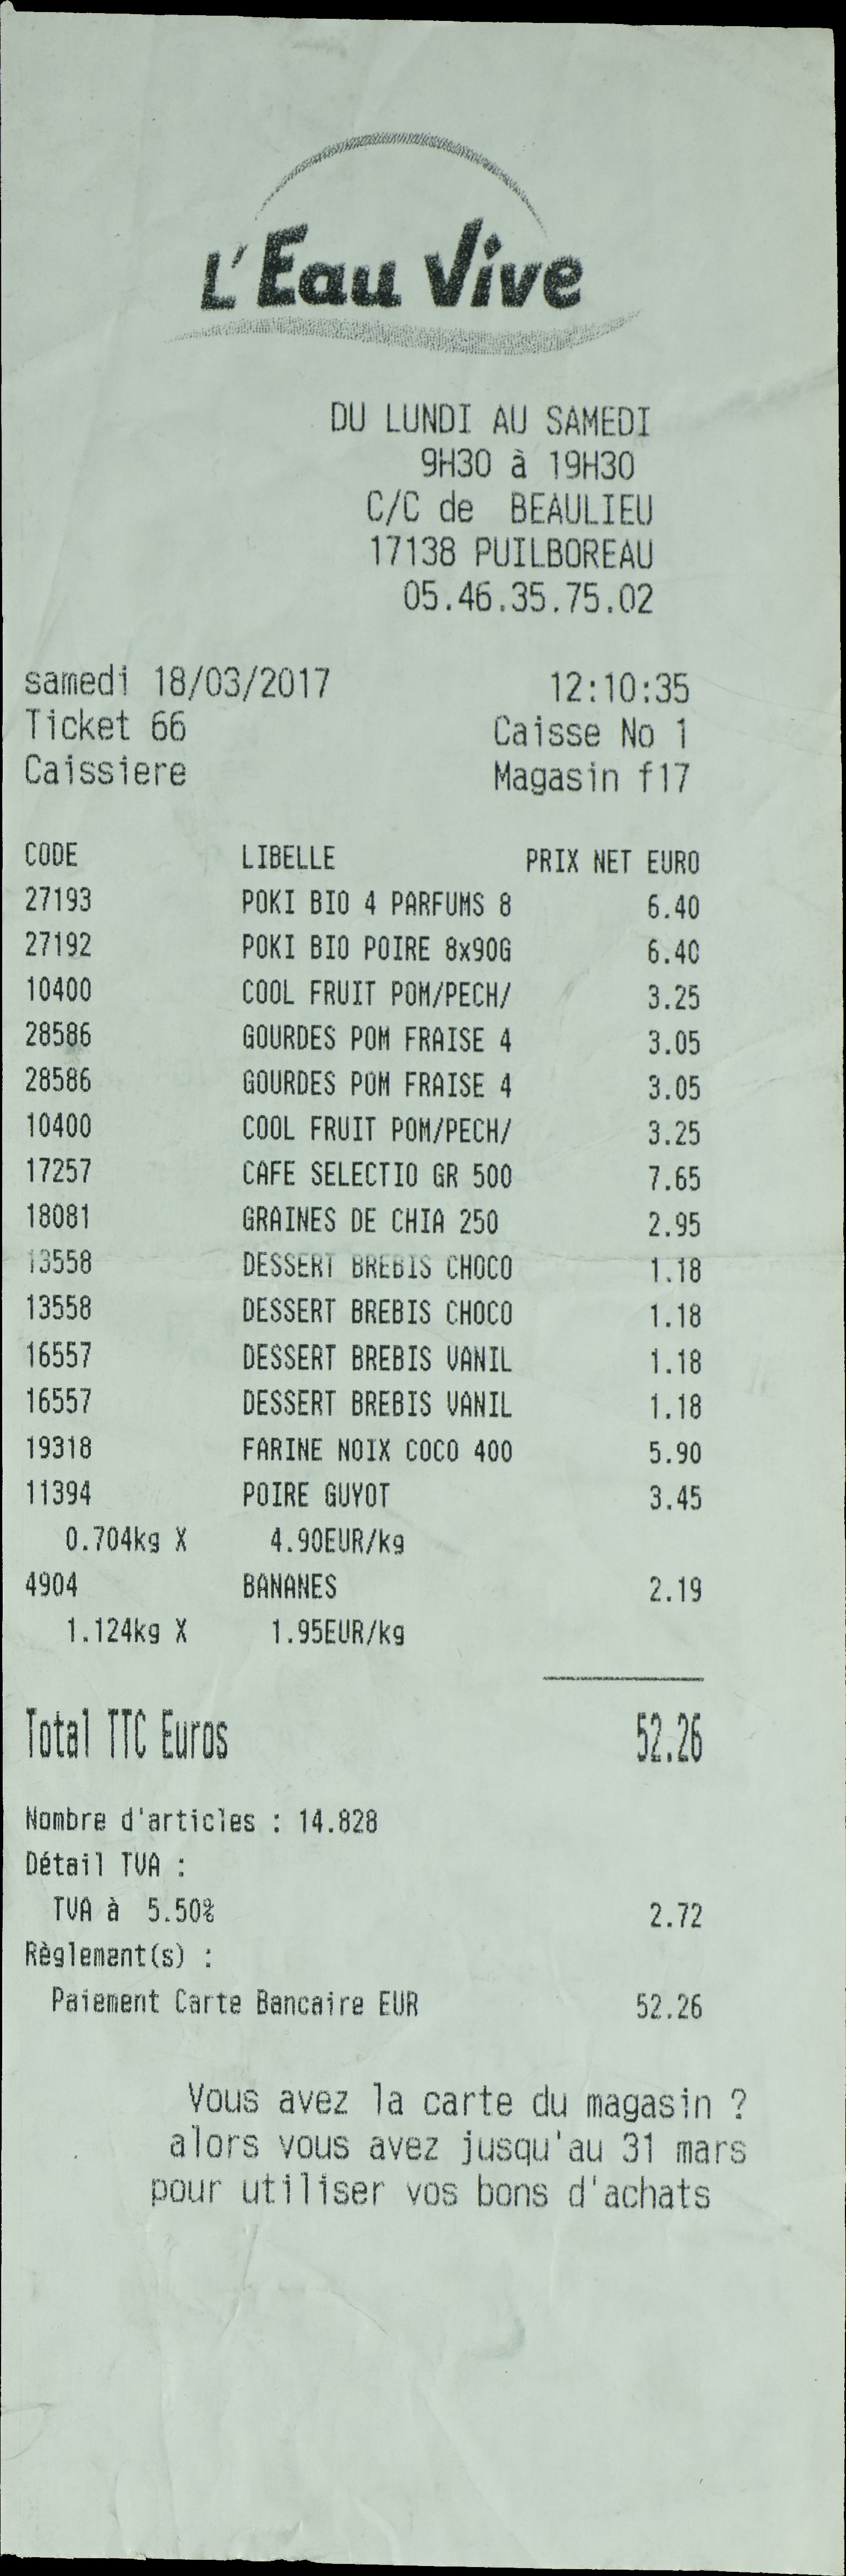 L'Eau Vive
DU LUNDI AU SAMEDI
9H30 à 19H30
C/C de BEAULIEU
17138 PUILBOREAU
05.46.35.75.02
samedi 18/03/2017 12:10:35
Ticket 66 Caisse No 1
Caissiere Magasin f17
CODE LIBELLE PRIX NET EURO
27193 POKI BIO 4 PARFUMS 8 6.40
27192 POKI BIO POIRE 8x90G 6.40
10400 COOL FRUIT POM/PECH/ 3.25
28586 GOURDES POM FRAISE 4 3.05
28586 GOURDES POM FRAISE 4 3.05
10400 COOL FRUIT POM/PECH/ 3.25
17257 CAFE SELECTIO GR 500 7.65
18081 GRAINES DE CHIA 250 2.95
13558 DESSERT BREBIS CHOCO 1.18
13558 DESSERT BREBIS CHOCO 1.18
16557 DESSERT BREBIS VANIL 1.18
16557 DESSERT BREBIS VANIL 1.18
19318 FARINE NOIX COCO 400 5.90
11394 POIRE GUYOT 3.45
0.704kg X 4.90EUR/kg
4904 BANANES 2.19
1.124kg X 1.95EUR/kg
Total TTC Euros 52.26
Nombre d'articles : 14.828
Détail TVA :
TVA à 5.50% 2.72
Règlement(s) :
Paiement Carte Bancaire EUR 52.26
Vous avez la carte du magasin ?
alors vous avez jusqu'au 31 mars
pour utiliser vos bons d'achats